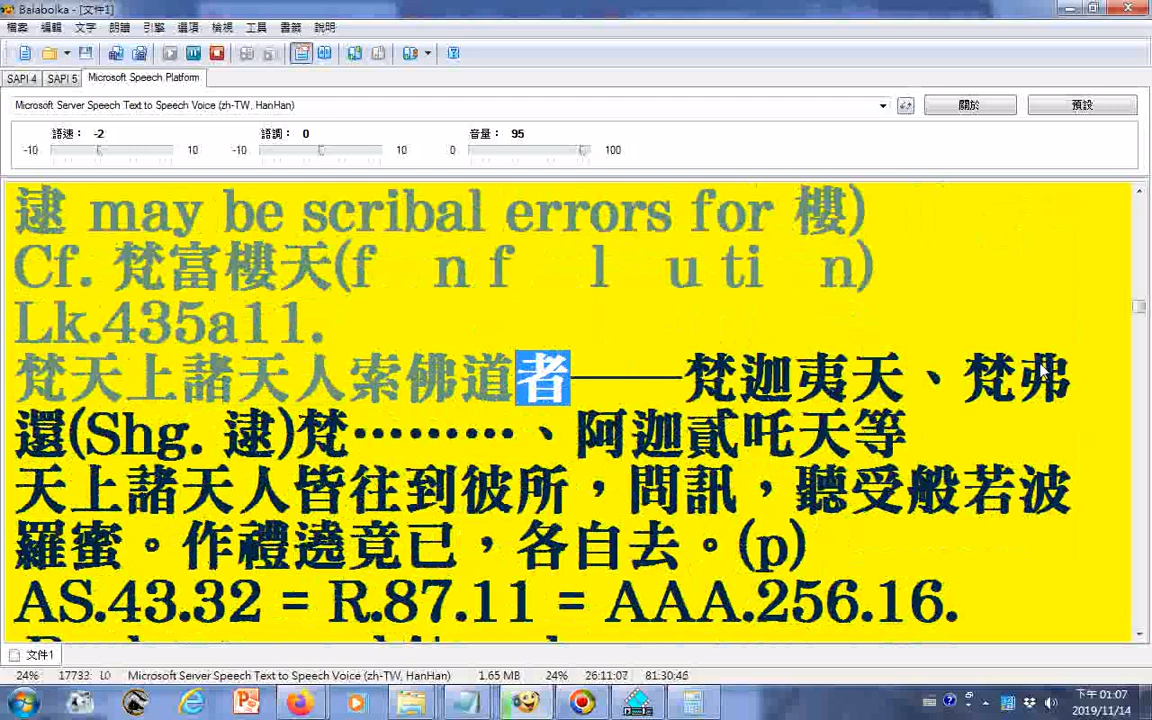 Balabolka - [文件1]
檔案 編輯 文字 朗讀 引擎 選項 檢視 工具 書籤 說明
SAPI 4 SAPI 5 Microsoft Speech Platform
Microsoft Server Speech Text to Speech Voice (zh-TW, HanHan) 關於 預設
語速： -2 語調： 0 音量： 95
-10 10 -10 10 0 100
逮 may be scribal errors for 樓)
Cf. 梵富樓天(f n f l u ti n)
Lk.435a11.
梵天上諸天人索佛道者——梵迦夷天、梵弗
還(Shg. 逮)梵………、阿迦貳吒天等
天上諸天人皆往到彼所，問訊，聽受般若波
羅蜜。作禮遶竟已，各自去。(p)
AS.43.32 = R.87.11 = AAA.256.16.
文件1
24% 17733: L0 Microsoft Server Speech Text to Speech Voice (zh-TW, HanHan) 1.65 MB 24% 26:11:07 81:30:46
下午 01:07
2019/11/14